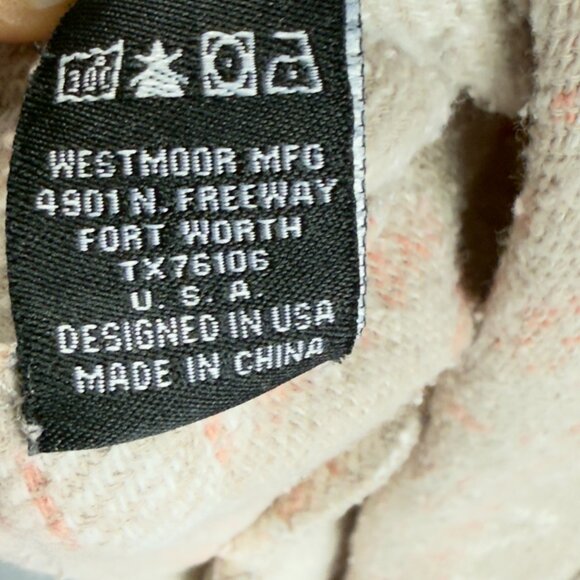 WESTMOOR MFG
4901 N. FREEWAY
FORT WORTH
TX76106
U. S. A.
DESIGNED IN USA
MADE IN CHINA